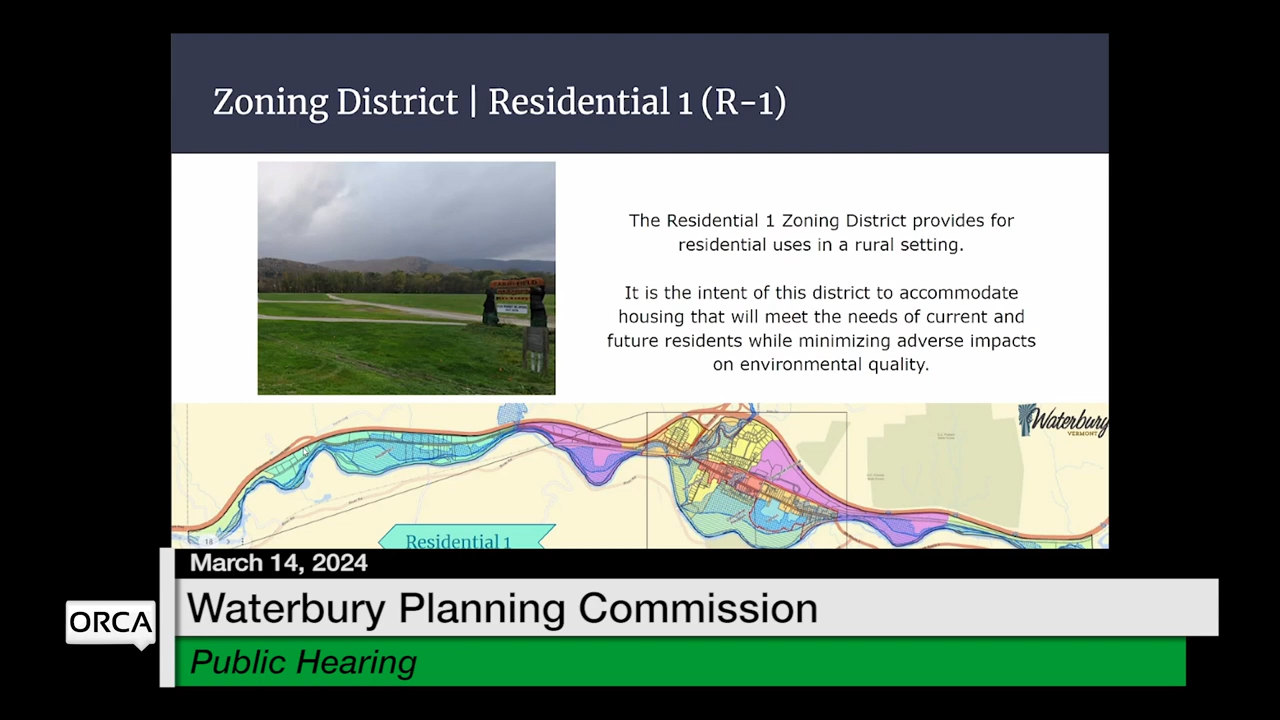 Zoning District | Residential 1 (R-1)
The Residential 1 Zoning District provides for
residential uses in a rural setting.
It is the intent of this district to accommodate
housing that will meet the needs of current and
future residents while minimizing adverse impacts
on environmental quality.
Waterbury
VERMONT
18
Residential 1
March 14, 2024
ORCA
Waterbury Planning Commission
Public Hearing